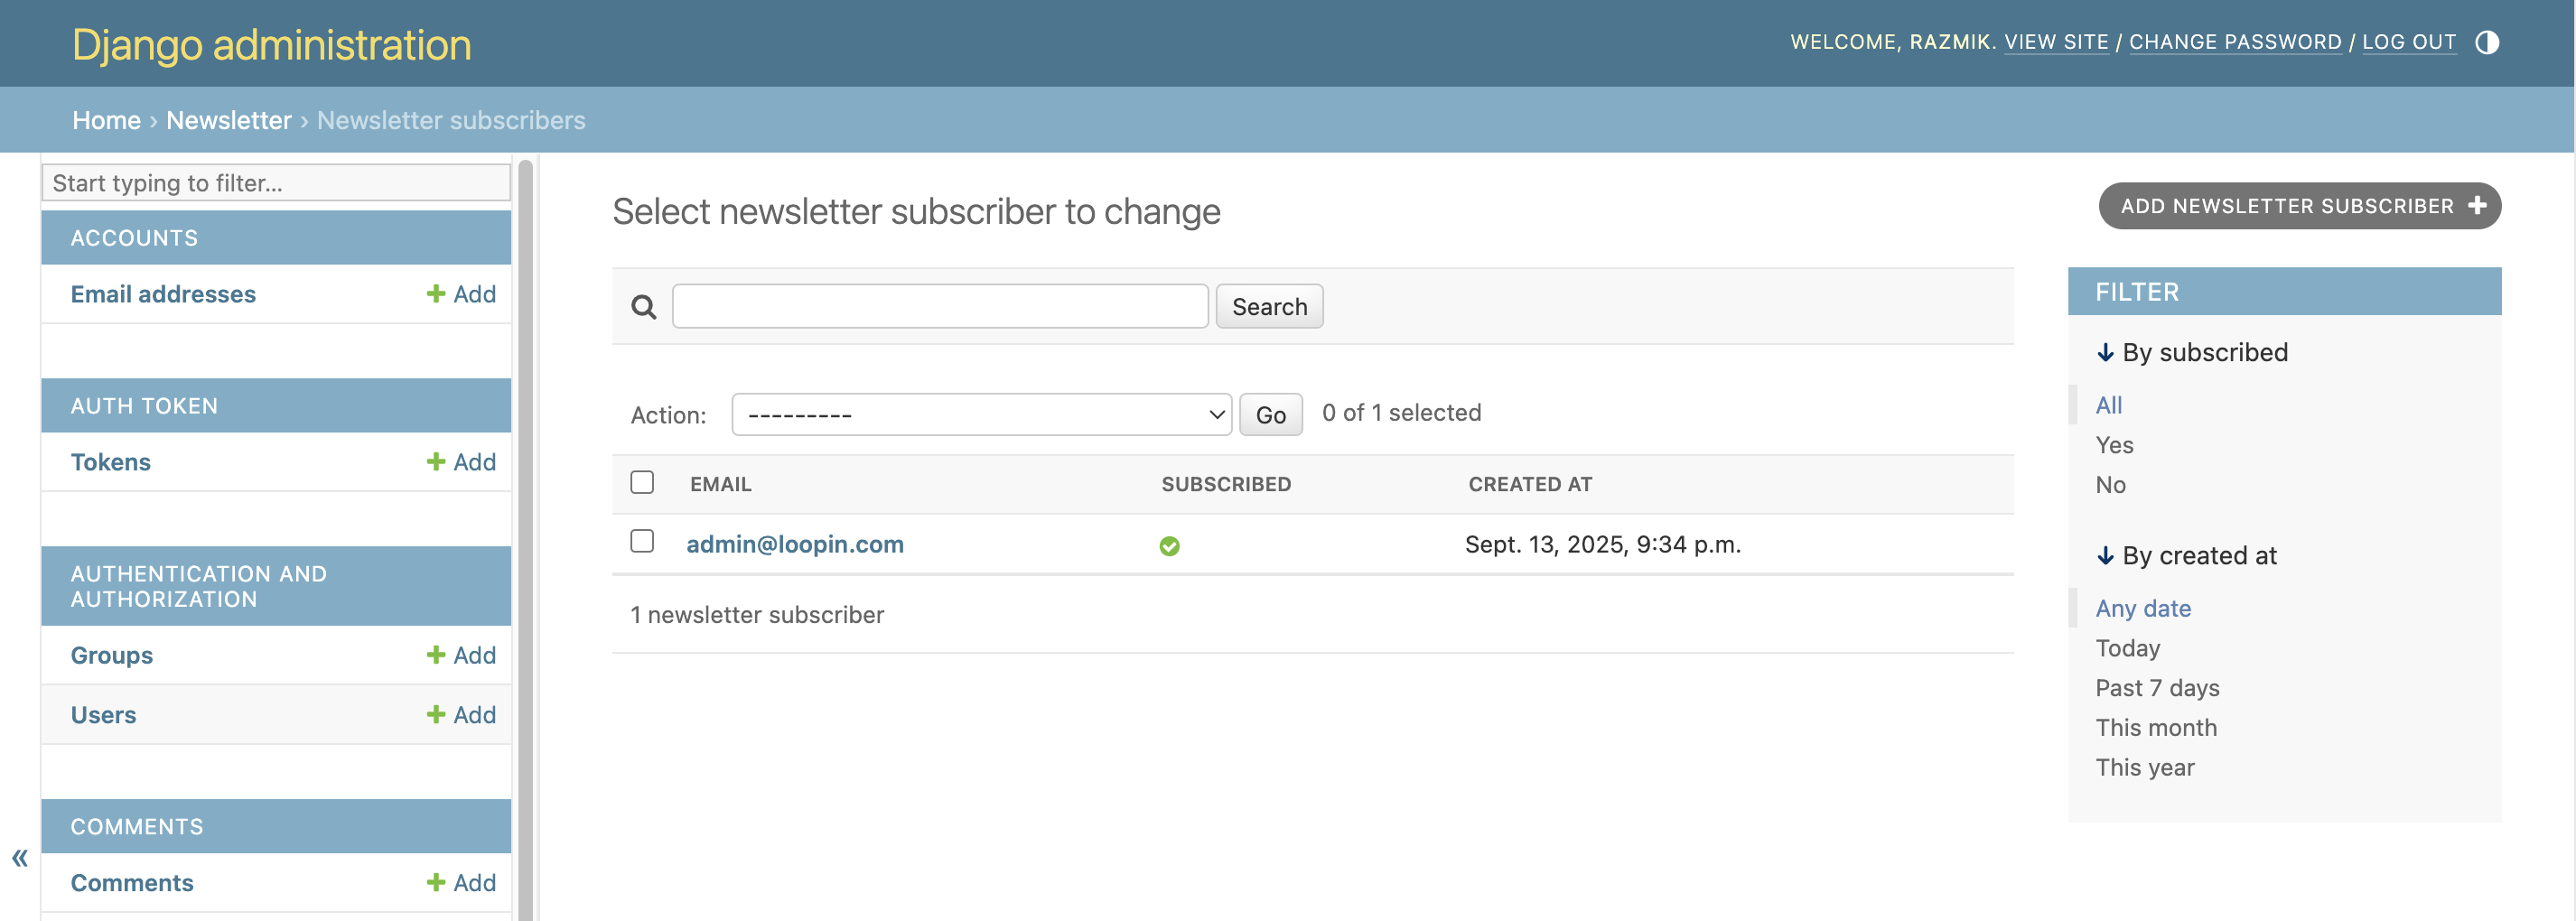 Django administration
WELCOME, RAZMIK. VIEW SITE / CHANGE PASSWORD / LOG OUT
Home › Newsletter › Newsletter subscribers
Start typing to filter...
ACCOUNTS
Email addresses + Add
AUTH TOKEN
Tokens + Add
AUTHENTICATION AND
AUTHORIZATION
Groups + Add
Users + Add
COMMENTS
Comments + Add
«
Select newsletter subscriber to change
ADD NEWSLETTER SUBSCRIBER +
Search
Action: --------- Go 0 of 1 selected
EMAIL SUBSCRIBED CREATED AT
admin@loopin.com Sept. 13, 2025, 9:34 p.m.
1 newsletter subscriber
FILTER
↓ By subscribed
All
Yes
No
↓ By created at
Any date
Today
Past 7 days
This month
This year